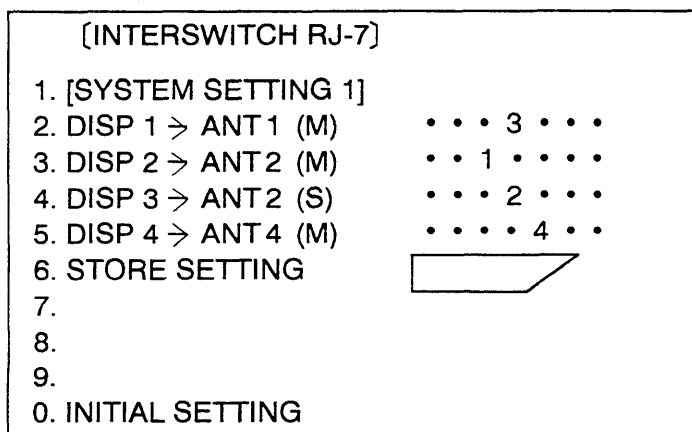 〔INTERSWITCH RJ-7〕
1. [SYSTEM SETTING 1]
2. DISP 1 → ANT 1 (M) • • • 3 • • •
3. DISP 2 → ANT 2 (M) • • 1 • • • •
4. DISP 3 → ANT 2 (S) • • • 2 • • •
5. DISP 4 → ANT 4 (M) • • • • 4 • •
6. STORE SETTING
7.
8.
9.
0. INITIAL SETTING